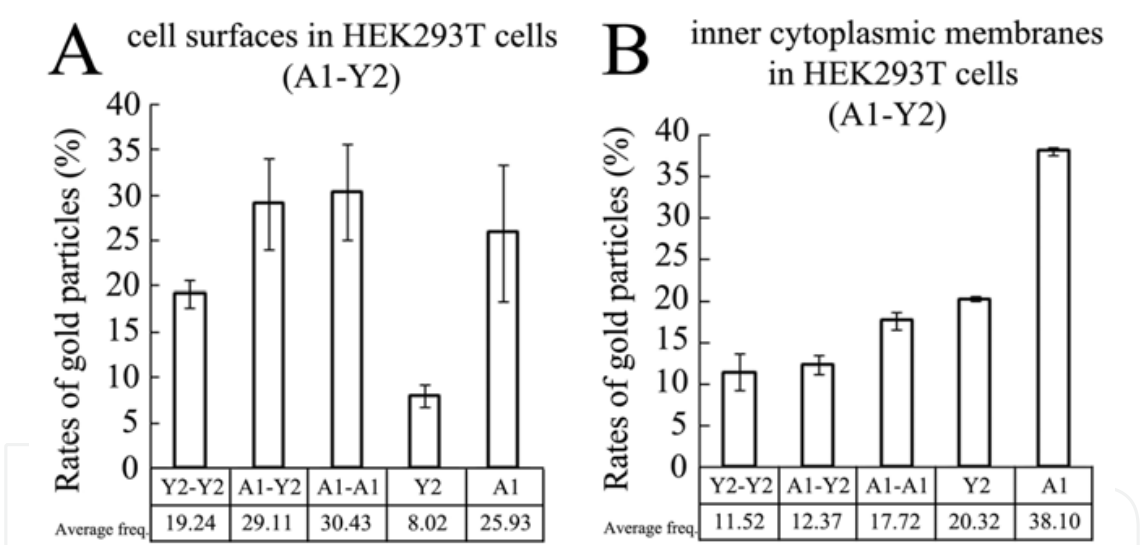 A
cell surfaces in HEK293T cells
(A1-Y2)
Rates of gold particles (%)
40
35
30
25
20
15
10
5
0
Y2-Y2 A1-Y2 A1-A1 Y2 A1
Average freq. 19.24 29.11 30.43 8.02 25.93
B
inner cytoplasmic membranes
in HEK293T cells
(A1-Y2)
Rates of gold particles (%)
40
35
30
25
20
15
10
5
0
Y2-Y2 A1-Y2 A1-A1 Y2 A1
Average freq. 11.52 12.37 17.72 20.32 38.10